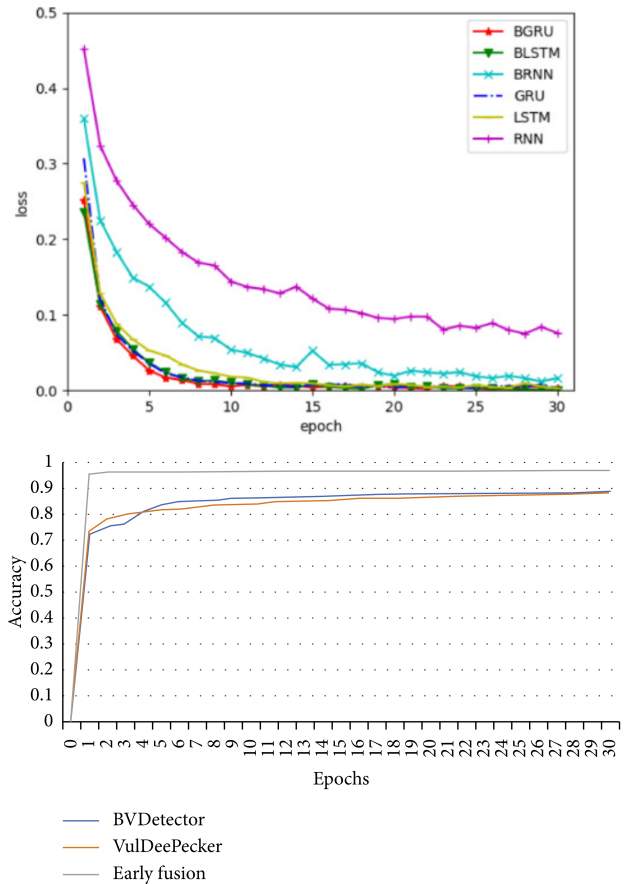 0.5
0.4
0.3
0.2
0.1
0.0
loss
BGRU
BLSTM
BRNN
GRU
LSTM
RNN
0 5 10 15 20 25 30
epoch
1
0.9
0.8
0.7
0.6
0.5
0.4
0.3
0.2
0.1
0
Accuracy
0 1 2 3 4 5 6 7 8 9 10 11 12 13 14 15 16 17 18 19 20 21 22 23 24 25 26 27 28 29 30
Epochs
BVDetector
VulDeePecker
Early fusion